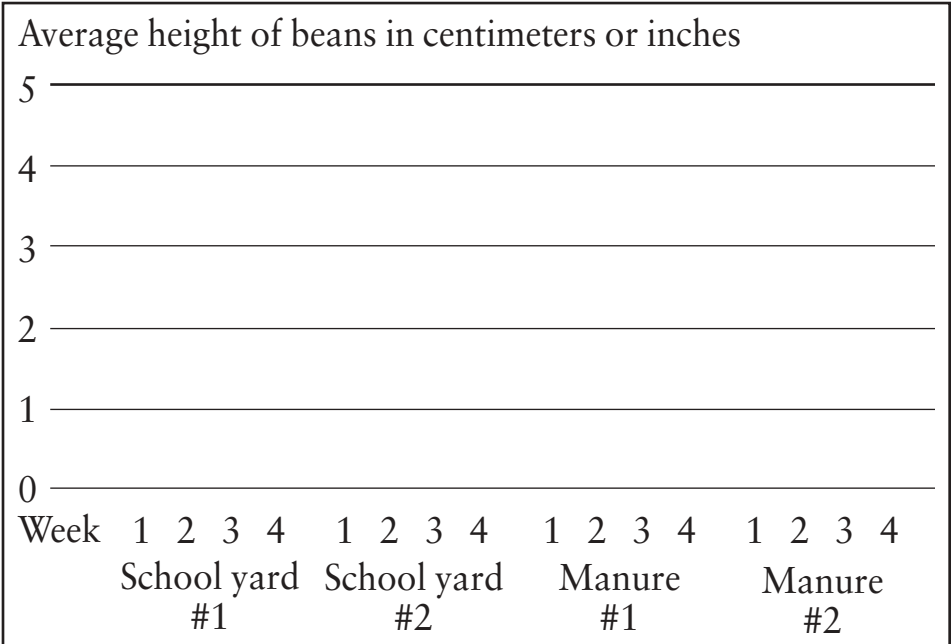 Average height of beans in centimeters or inches
5
4
3
2
1
0
Week 1 2 3 4 1 2 3 4 1 2 3 4 1 2 3 4
School yard School yard Manure Manure
#1 #2 #1 #2